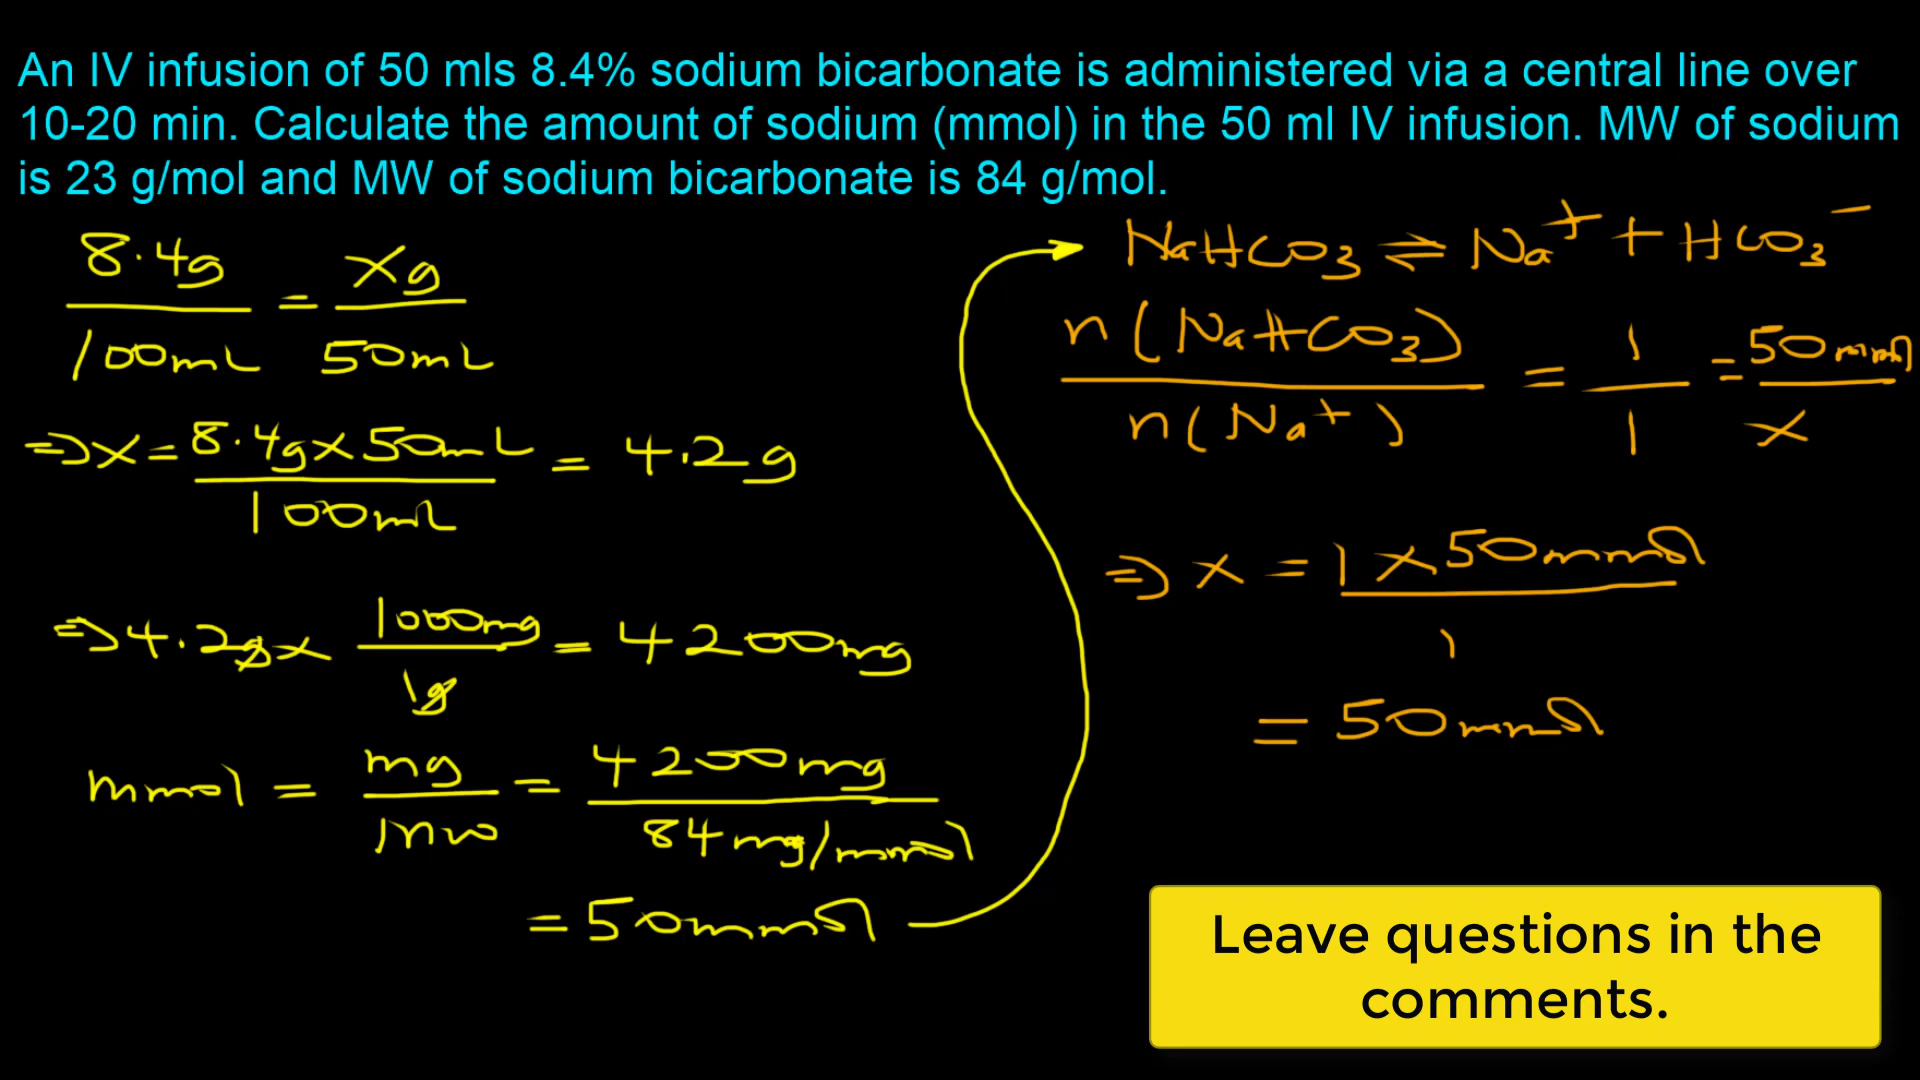 An IV infusion of 50 mls 8.4% sodium bicarbonate is administered via a central line over
10-20 min. Calculate the amount of sodium (mmol) in the 50 ml IV infusion. MW of sodium
is 23 g/mol and MW of sodium bicarbonate is 84 g/mol.
8.4g/100mL = xg/50mL
⇒ x = 8.4g x 50mL/100mL = 4.2g
⇒ 4.2g x 1000mg/1g = 4200mg
mmol = mg/mw = 4200mg/84mg/mmol
= 50mmol
NaHCO3 ⇌ Na⁺ + HCO3⁻
n(NaHCO3)/n(Na⁺) = 1/1 = 50mmol/x
⇒ x = 1 x 50mmol/1
= 50mmol
Leave questions in the
comments.